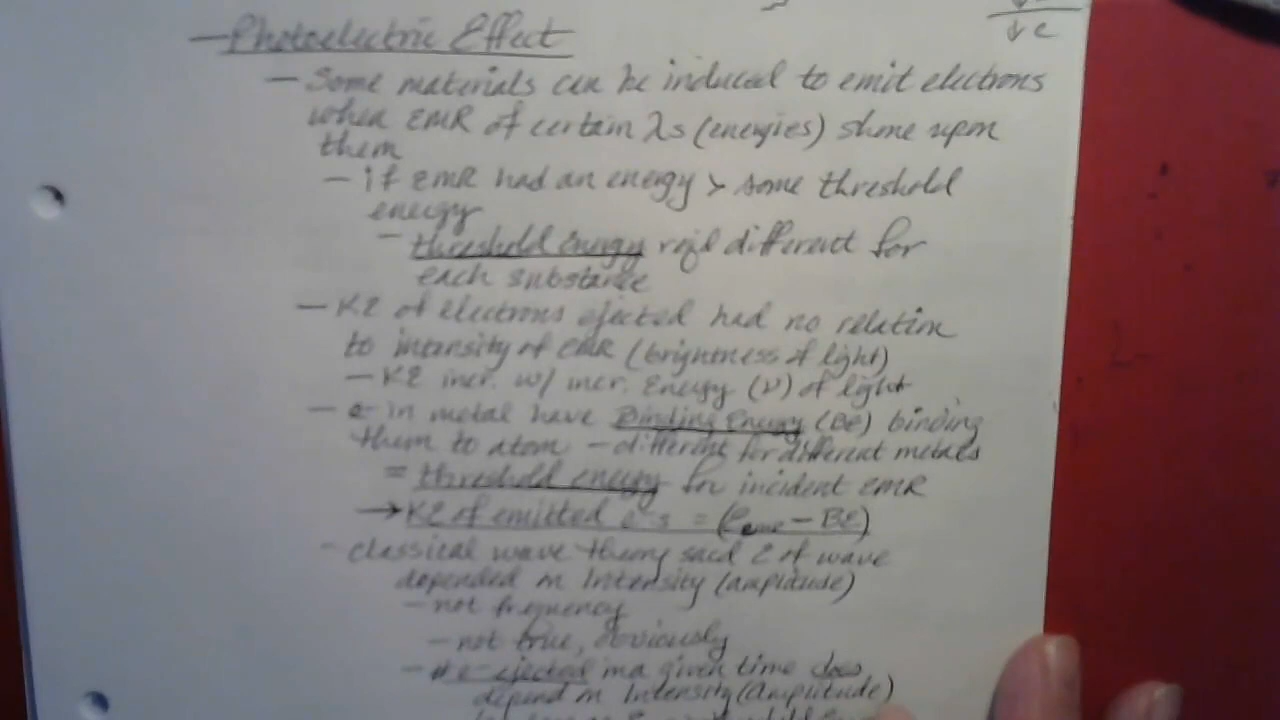 ↓e
— Photoelectric Effect
— Some materials can be induced to emit electrons
when EMR of certain λs (energies) shone upon
them
— if EMR had an energy > some threshold
energy
— threshold energy req'd different for
each substance
— KE of electrons ejected had no relation
to intensity of EMR (brightness of light)
— KE incr. w/ incr. Energy (ν) of light
— e⁻ in metal have Binding Energy (BE) binding
them to atom — different for different metals
= threshold energy for incident EMR
→ KE of emitted e⁻s = (E_EMR — BE)
— classical wave theory said E of wave
depended on Intensity (amplitude)
— not frequency
— not true, obviously
— # e⁻ ejected in a given time does
depend on Intensity (amplitude)